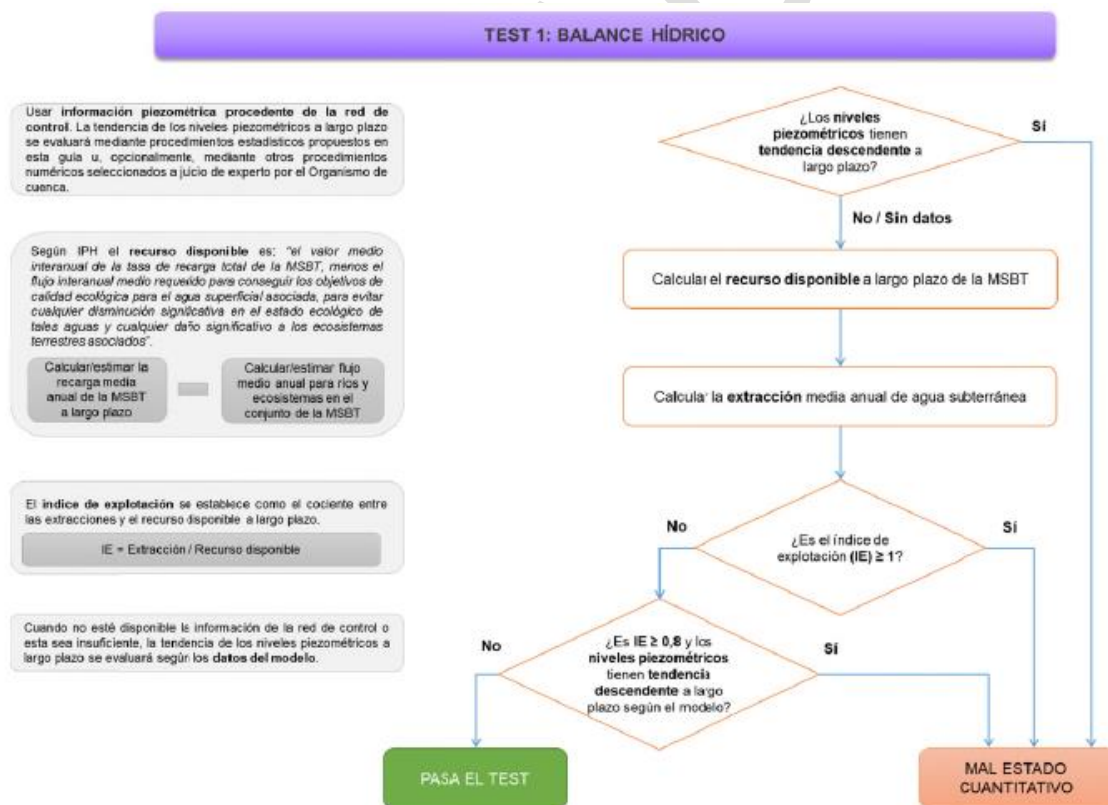 TEST 1: BALANCE HÍDRICO
Usar información piezométrica procedente de la red de
control. La tendencia de los niveles piezométricos a largo plazo
se evaluará mediante procedimientos estadísticos propuestos en
esta guía u, opcionalmente, mediante otros procedimientos
numéricos seleccionados a juicio de experto por el Organismo de
cuenca.
Según IPH el recurso disponible es: "el valor medio
interanual de la tasa de recarga total de la MSBT, menos el
flujo interanual medio requerido para conseguir los objetivos de
calidad ecológica para el agua superficial asociada, para evitar
cualquier disminución significativa en el estado ecológico de
tales aguas y cualquier daño significativo a los ecosistemas
terrestres asociados".
Calcular/estimar la
recarga media
anual de la MSBT
a largo plazo
Calcular/estimar flujo
medio anual para ríos y
ecosistemas en el
conjunto de la MSBT
El índice de explotación se establece como el cociente entre
las extracciones y el recurso disponible a largo plazo.
IE = Extracción / Recurso disponible
Cuando no esté disponible la información de la red de control o
esta sea insuficiente, la tendencia de los niveles piezométricos a
largo plazo se evaluará según los datos del modelo.
¿Los niveles
piezométricos tienen
tendencia descendente a
largo plazo?
Sí
No / Sin datos
Calcular el recurso disponible a largo plazo de la MSBT
Calcular la extracción media anual de agua subterránea
¿Es el índice de
explotación (IE) ≥ 1?
No
Sí
¿Es IE ≥ 0,8 y los
niveles piezométricos
tienen tendencia
descendente a largo
plazo según el modelo?
No
Sí
PASA EL TEST
MAL ESTADO
CUANTITATIVO